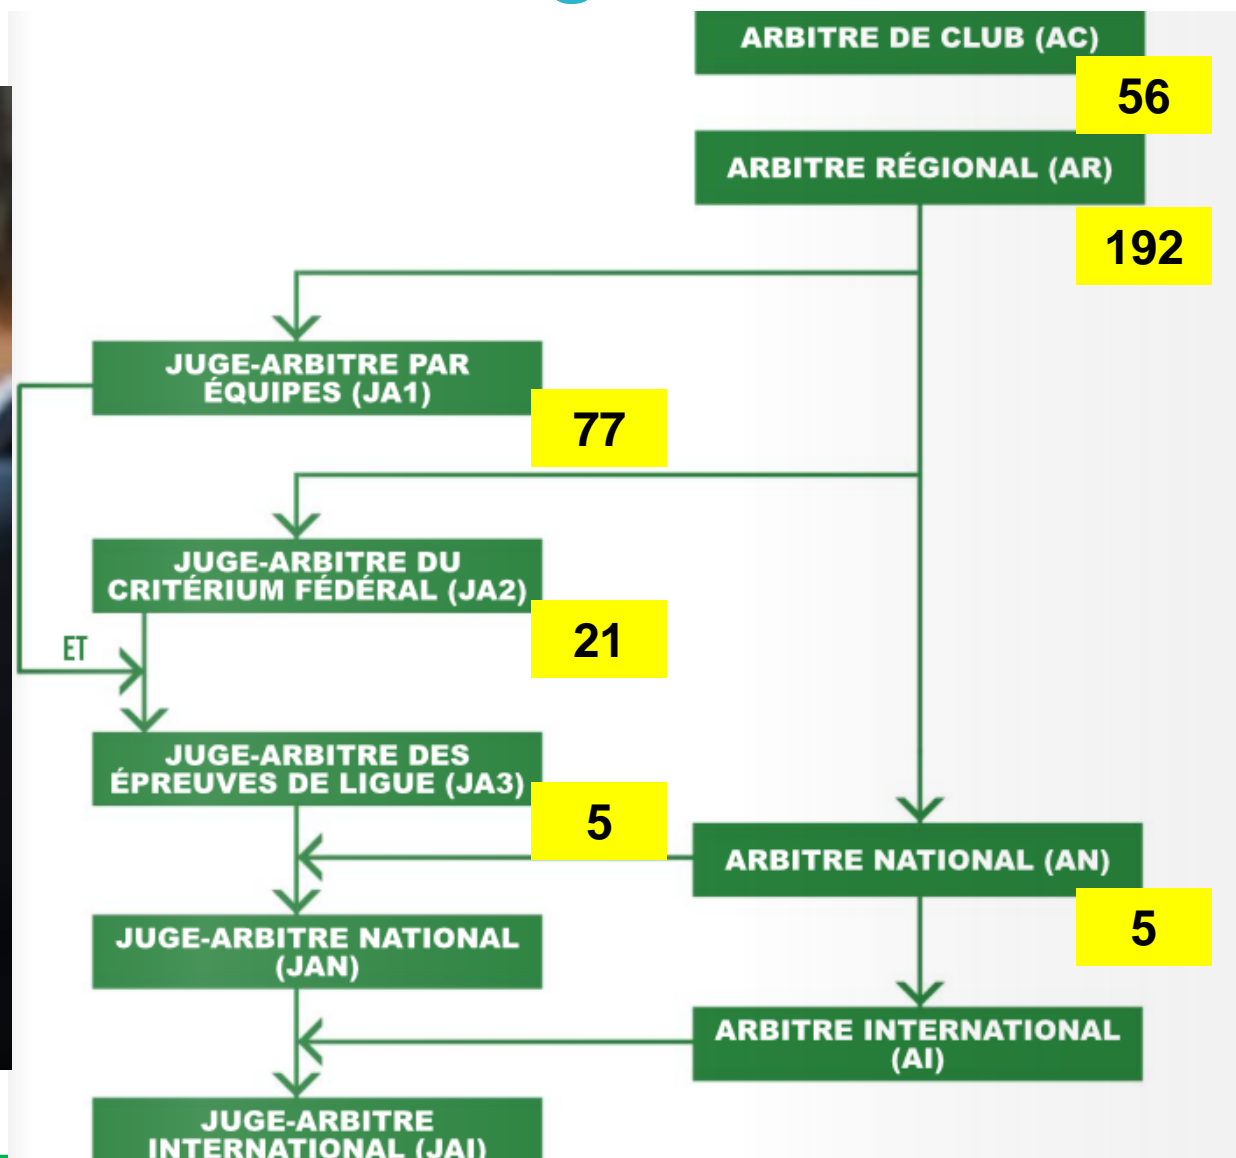 ARBITRE DE CLUB (AC)
56
ARBITRE RÉGIONAL (AR)
192
JUGE-ARBITRE PAR
ÉQUIPES (JA1)
77
JUGE-ARBITRE DU
CRITÉRIUM FÉDÉRAL (JA2)
21
ET
JUGE-ARBITRE DES
ÉPREUVES DE LIGUE (JA3)
5
ARBITRE NATIONAL (AN)
5
JUGE-ARBITRE NATIONAL
(JAN)
ARBITRE INTERNATIONAL
(AI)
JUGE-ARBITRE
INTERNATIONAL (JAI)